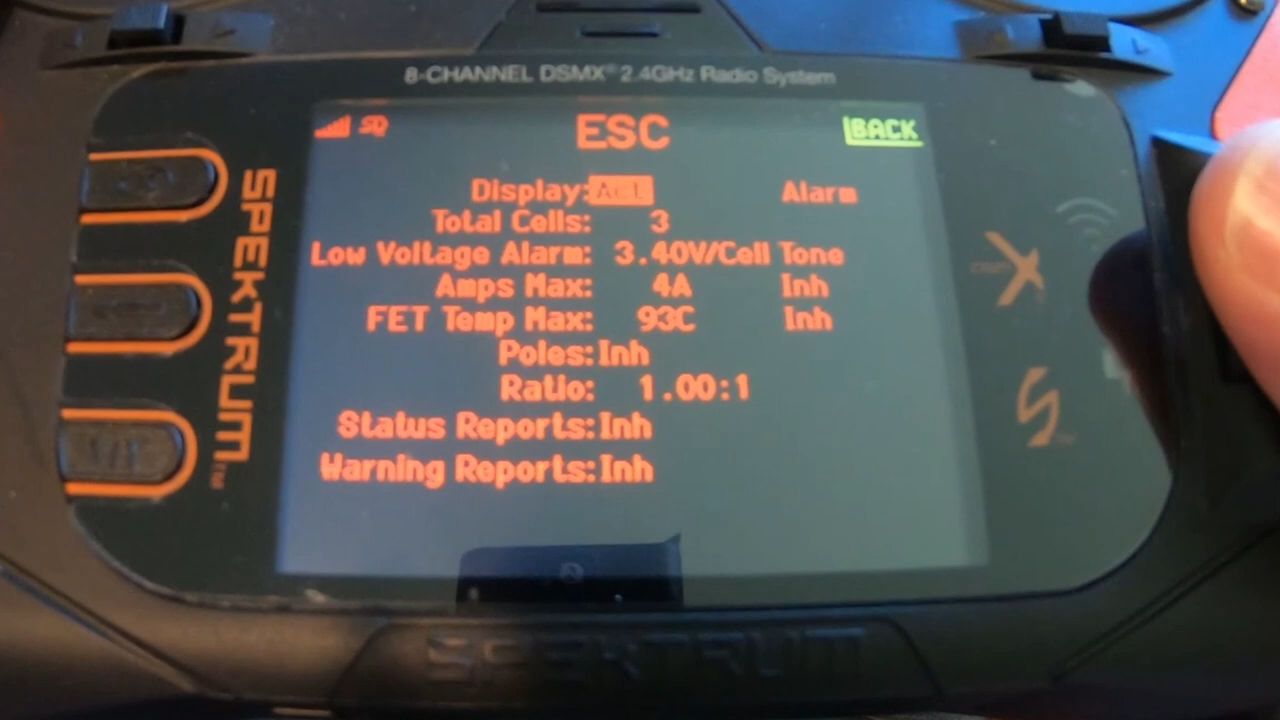 8-CHANNEL DSMX® 2.4GHz Radio System
SD ESC BACK
Display: Act Alarm
Total Cells: 3
Low Voltage Alarm: 3.40V/Cell Tone
Amps Max: 4A Inh
FET Temp Max: 93C Inh
Poles: Inh
Ratio: 1.00:1
Status Reports: Inh
Warning Reports: Inh
SPEKTRUM™
SPEKTRUM